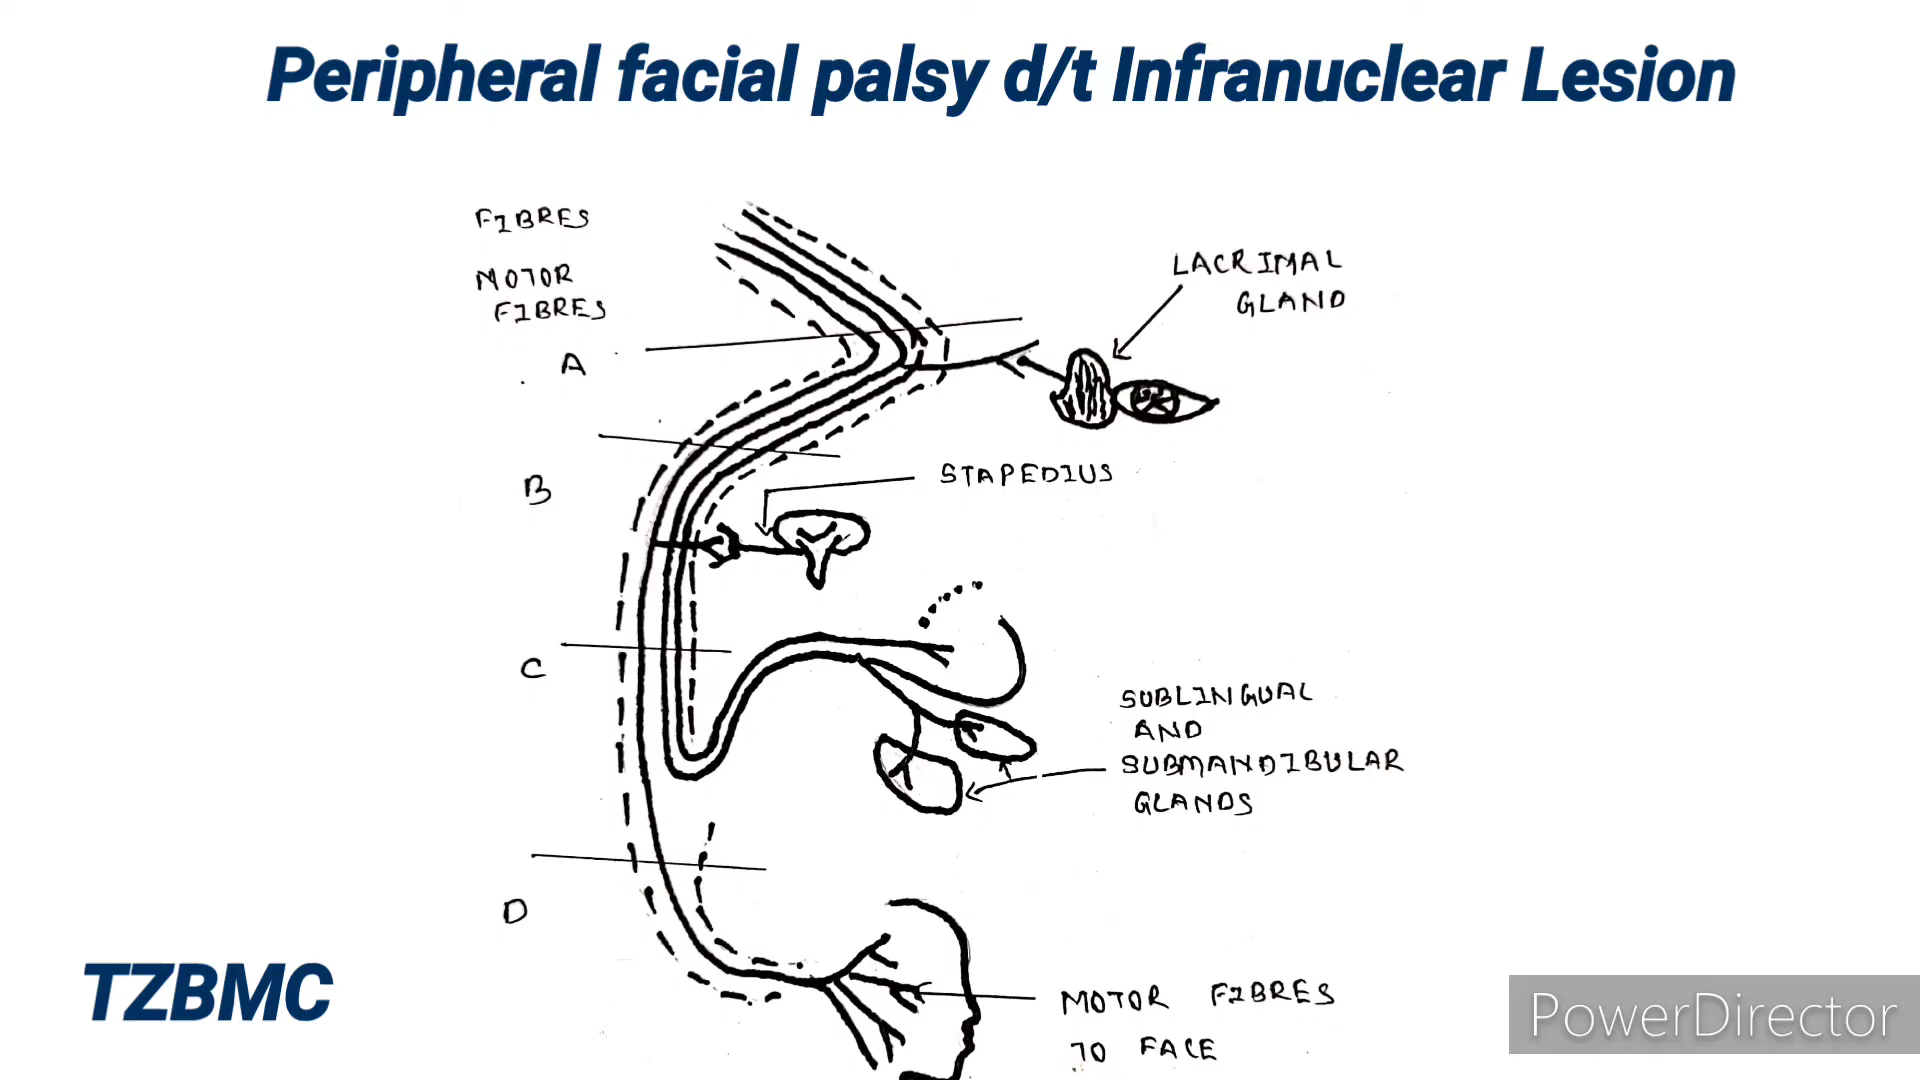 Peripheral facial palsy d/t Infranuclear Lesion
FIBRES
MOTOR
FIBRES
LACRIMAL
GLAND
A
STAPEDIUS
B
C
SUBLINGUAL
AND
SUBMANDIBULAR
GLANDS
D
MOTOR FIBRES
TO FACE
TZBMC
PowerDirector